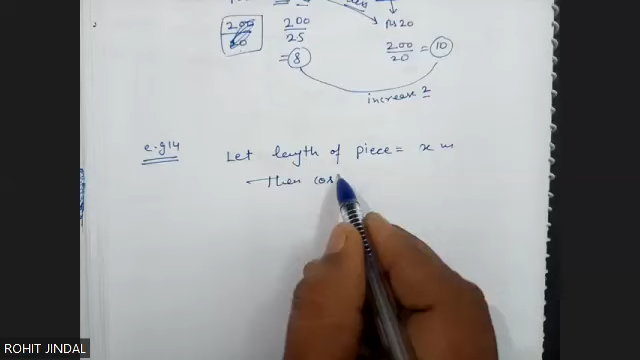 Rs 20
200/20 200/25 200/20 = 10
= 8
increase 2
e.g14 Let length of piece = x m
Then cos
ROHIT JINDAL